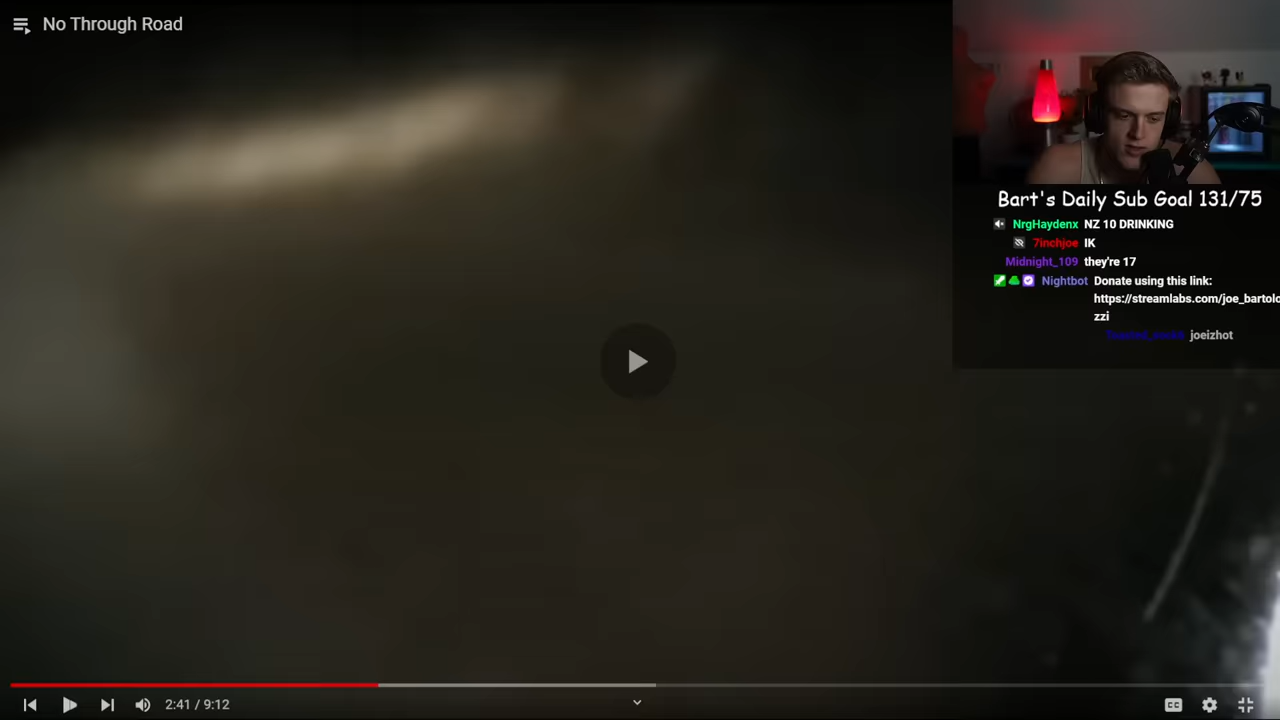 No Through Road
Bart's Daily Sub Goal 131/75
NrgHaydenx NZ 10 DRINKING
7inchjoe IK
Midnight_109 they're 17
Nightbot Donate using this link:
https://streamlabs.com/joe_bartolo
zzi
joeizhot
2:41 / 9:12
CC